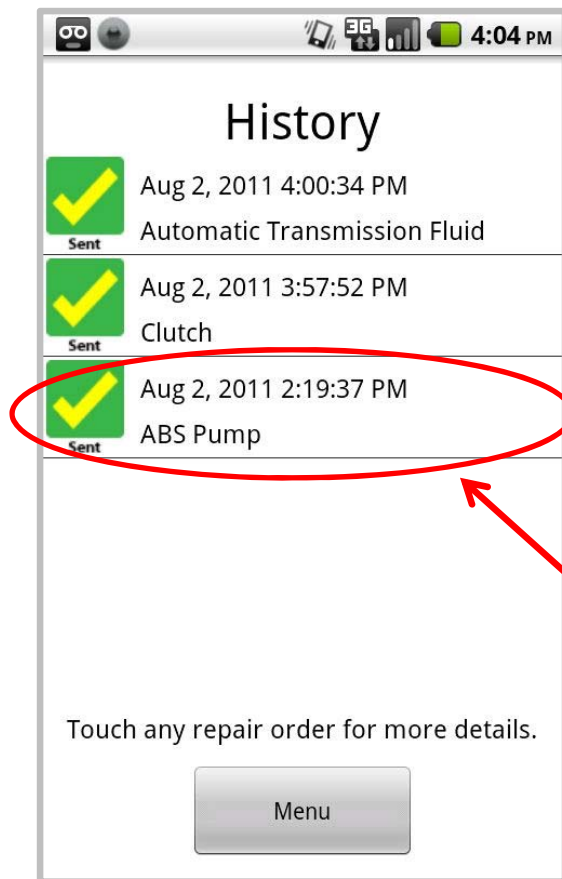 3G
4:04 PM
History
Aug 2, 2011 4:00:34 PM
Automatic Transmission Fluid
Sent
Aug 2, 2011 3:57:52 PM
Clutch
Sent
Aug 2, 2011 2:19:37 PM
ABS Pump
Sent
Touch any repair order for more details.
Menu